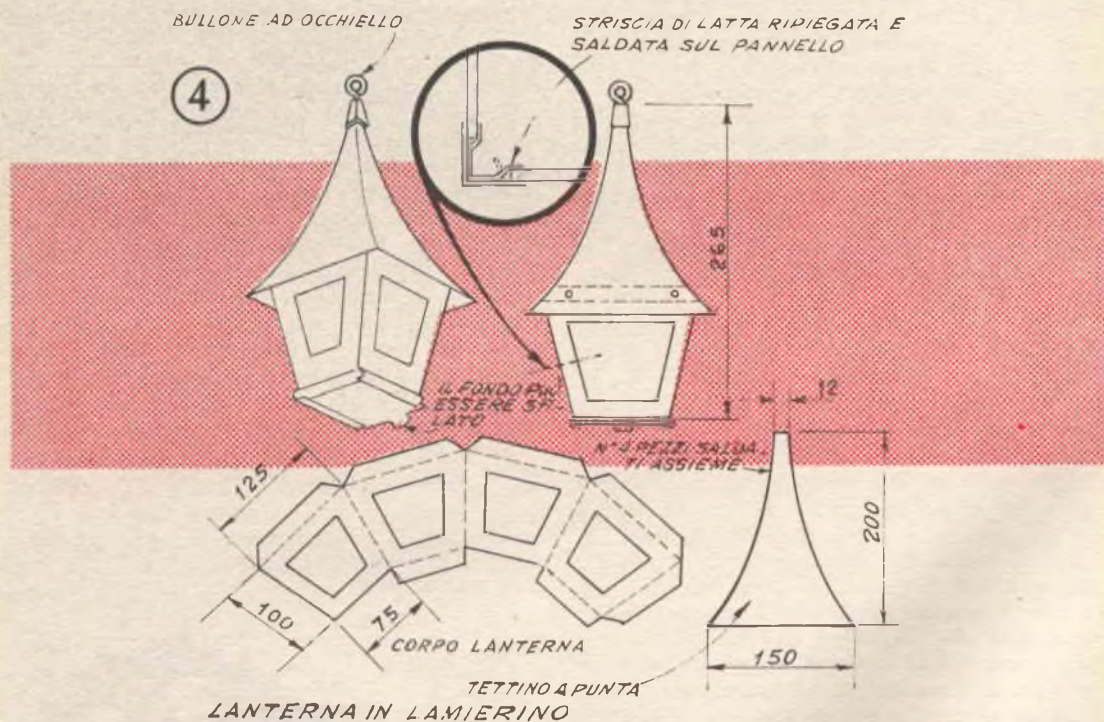 BULLONE AD OCCHIELLO
STRISCIA DI LATTA RIPIEGATA E
SALDATA SUL PANNELLO
4
265
IL FONDO PUÒ
ESSERE SFI-
LATO
12
N° 4 PEZZI SALDA-
TI ASSIEME
125
200
100
75
CORPO LANTERNA
150
TETTINO A PUNTA
LANTERNA IN LAMIERINO